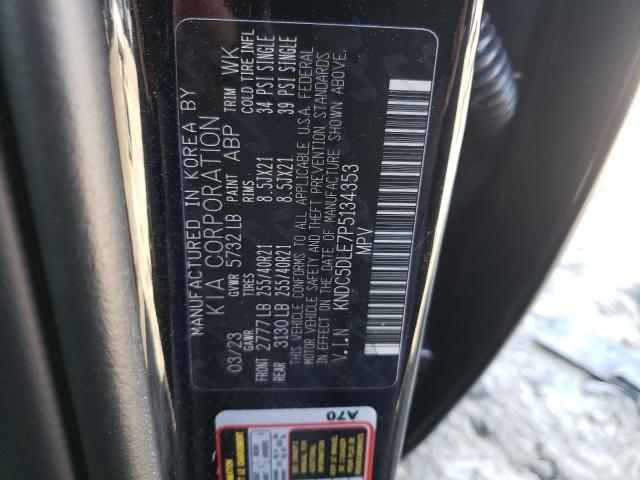 MANUFACTURED IN KOREA BY
KIA CORPORATION
03/23 GVWR 5732 LB PAINT ABP TRIM WK
GAWR TIRES RIMS COLD TIRE INFL
FRONT 2777 LB 255/40R21 8.5JX21 34 PSI SINGLE
REAR 3130 LB 255/40R21 8.5JX21 39 PSI SINGLE
THIS VEHICLE CONFORMS TO ALL APPLICABLE U.S.A. FEDERAL
MOTOR VEHICLE SAFETY AND THEFT PREVENTION STANDARDS
IN EFFECT ON THE DATE OF MANUFACTURE SHOWN ABOVE.
V.I.N KNDC5DLE7P5134353
MPV
A70